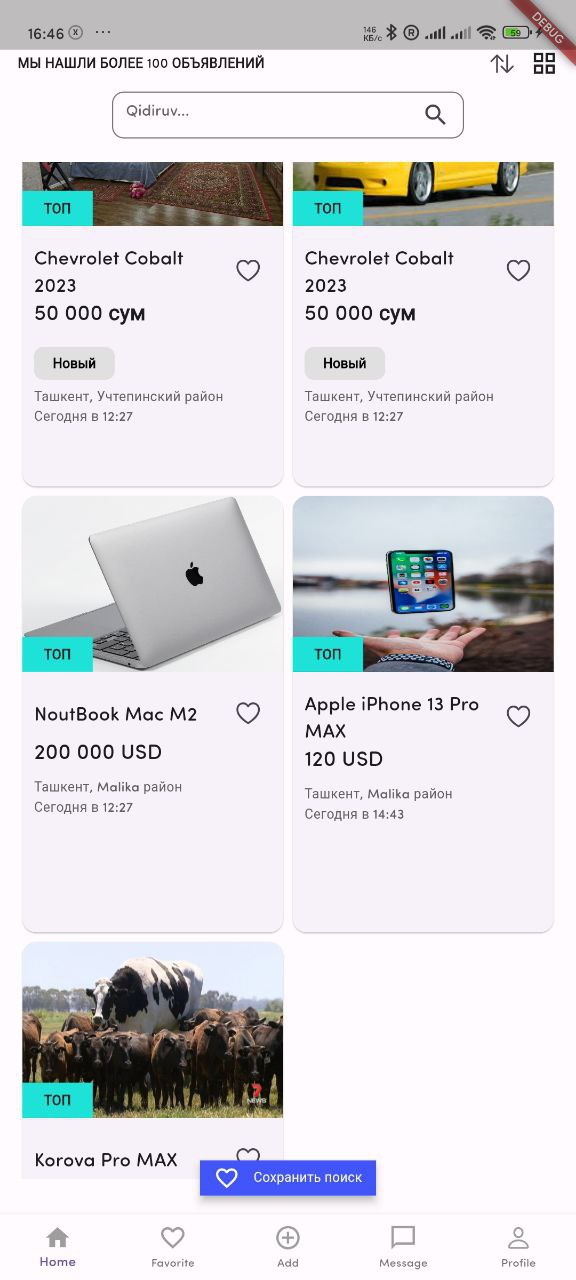 16:46
146 КБ/с
59
DEBUG
МЫ НАШЛИ БОЛЕЕ 100 ОБЪЯВЛЕНИЙ
Qidiruv...
ТОП
ТОП
Chevrolet Cobalt
2023
50 000 сум
Новый
Ташкент, Учтепинский район
Сегодня в 12:27
Chevrolet Cobalt
2023
50 000 сум
Новый
Ташкент, Учтепинский район
Сегодня в 12:27
ТОП
ТОП
NoutBook Mac M2
200 000 USD
Ташкент, Malika район
Сегодня в 12:27
Apple iPhone 13 Pro
MAX
120 USD
Ташкент, Malika район
Сегодня в 14:43
7
NEWS
ТОП
Korova Pro MAX
Сохранить поиск
Home
Favorite
Add
Message
Profile